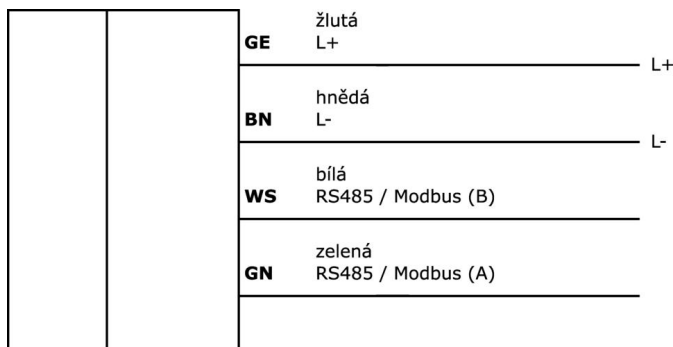 žlutá
GE L+
L+
hnědá
BN L-
L-
bílá
WS RS485 / Modbus (B)
zelená
GN RS485 / Modbus (A)